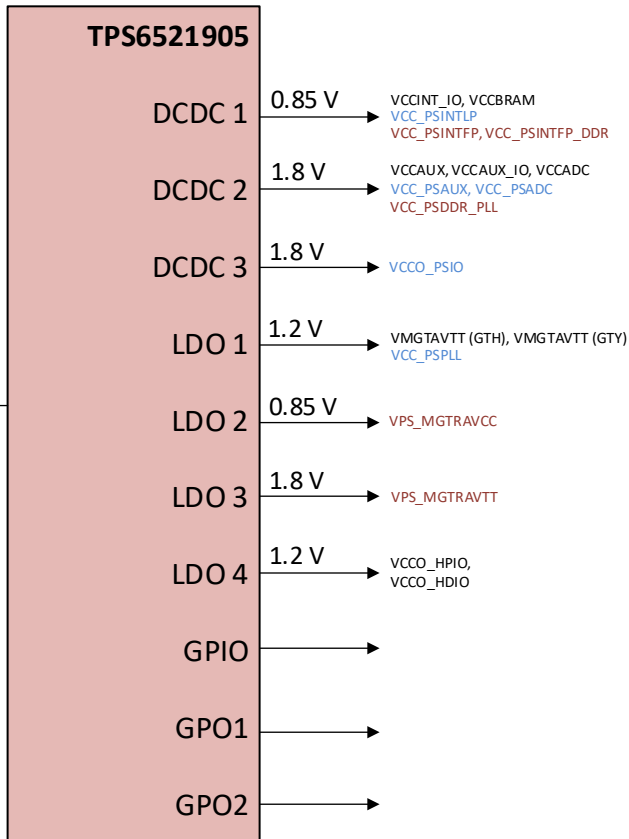 TPS6521905
DCDC 1
0.85 V
VCCINT_IO, VCCBRAM
VCC_PSINTLP
VCC_PSINTFP, VCC_PSINTFP_DDR
DCDC 2
1.8 V
VCCAUX, VCCAUX_IO, VCCADC
VCC_PSAUX, VCC_PSADC
VCC_PSDDR_PLL
DCDC 3
1.8 V
VCCO_PSIO
LDO 1
1.2 V
VMGTAVTT (GTH), VMGTAVTT (GTY)
VCC_PSPLL
LDO 2
0.85 V
VPS_MGTRAVCC
LDO 3
1.8 V
VPS_MGTRAVTT
LDO 4
1.2 V
VCCO_HPIO,
VCCO_HDIO
GPIO
GPO1
GPO2